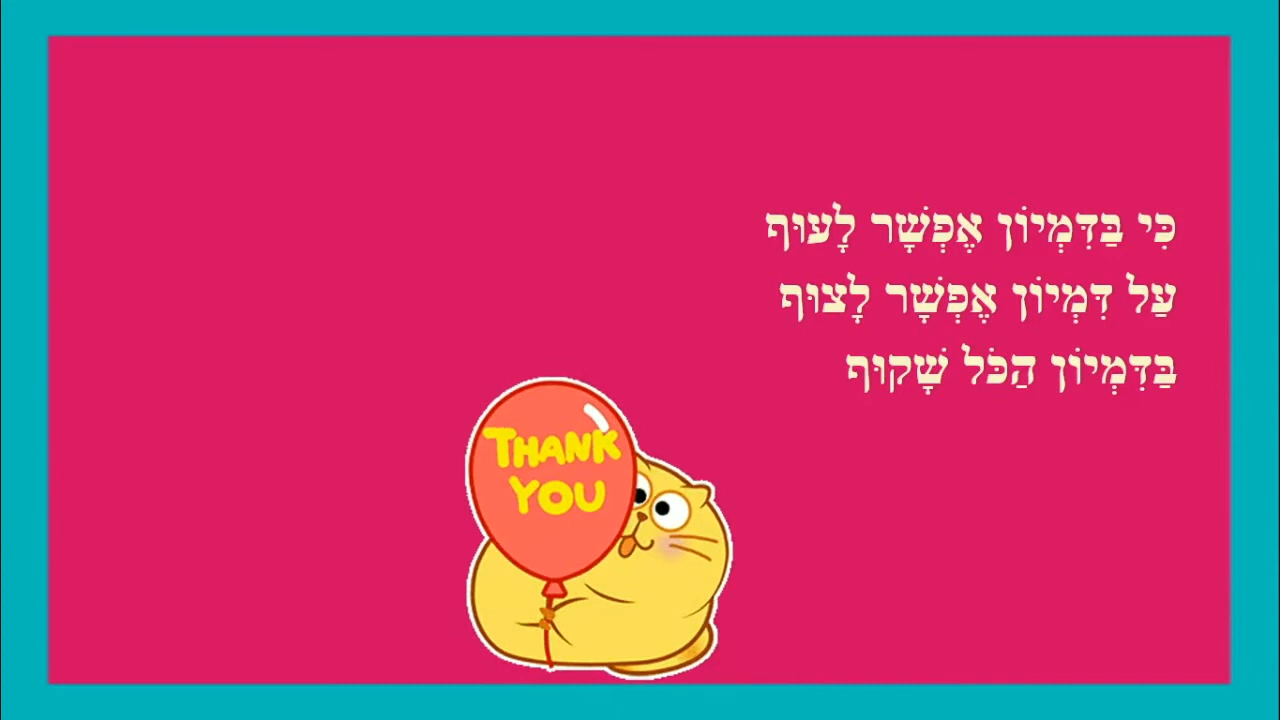 כִּי בַּדִּמְיוֹן אֶפְשָׁר לָעוּף
עַל דִּמְיוֹן אֶפְשָׁר לָצוּף
בַּדִּמְיוֹן הַכֹּל שָׁקוּף
THANK
YOU